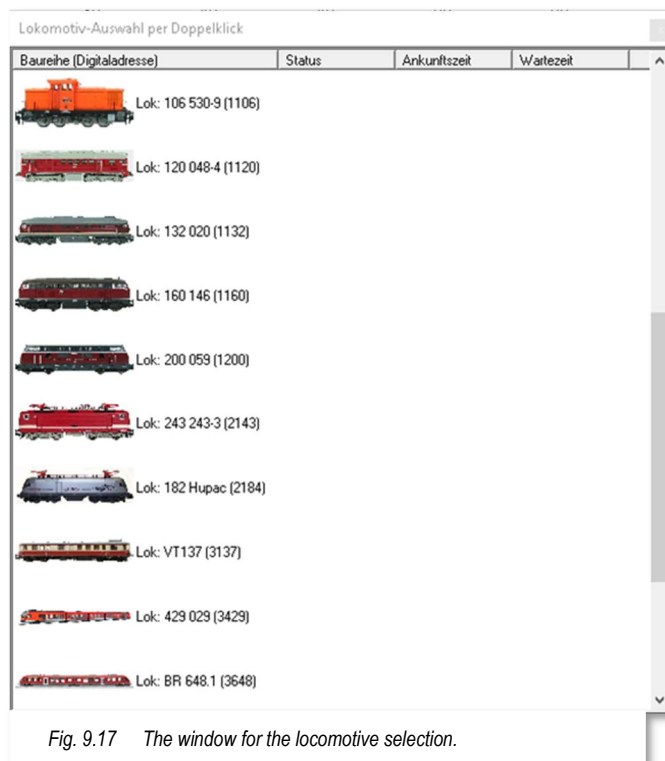 Lokomotiv-Auswahl per Doppelklick
Baureihe (Digitaladresse) Status Ankunftszeit Wartezeit
Lok: 106 530-9 (1106)
Lok: 120 048-4 (1120)
Lok: 132 020 (1132)
Lok: 160 146 (1160)
Lok: 200 059 (1200)
Lok: 243 243-3 (2143)
Lok: 182 Hupac (2184)
Lok: VT137 (3137)
Lok: 429 029 (3429)
Lok: BR 648.1 (3648)
Fig. 9.17 The window for the locomotive selection.